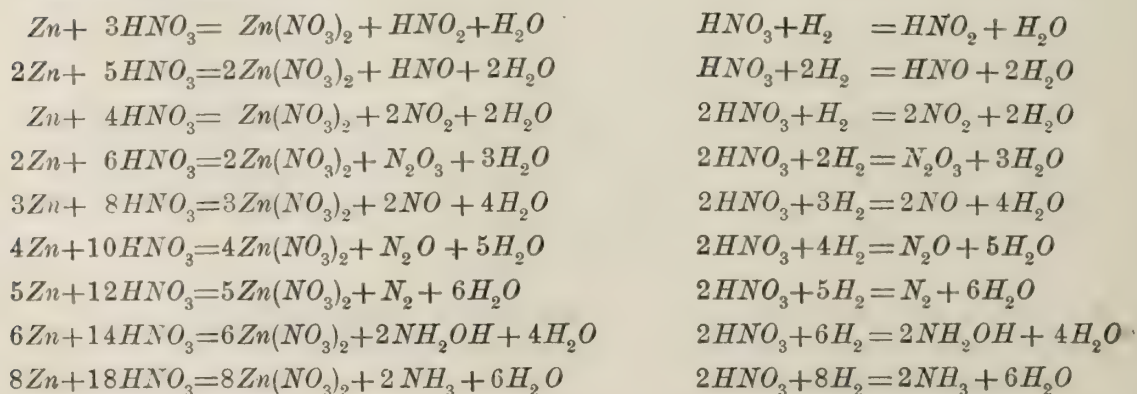 Zn + 3HNO₃ = Zn(NO₃)₂ + HNO₂ + H₂O HNO₃ + H₂ = HNO₂ + H₂O
2Zn + 5HNO₃ = 2Zn(NO₃)₂ + HNO + 2H₂O HNO₃ + 2H₂ = HNO + 2H₂O
Zn + 4HNO₃ = Zn(NO₃)₂ + 2NO₂ + 2H₂O 2HNO₃ + H₂ = 2NO₂ + 2H₂O
2Zn + 6HNO₃ = 2Zn(NO₃)₂ + N₂O₃ + 3H₂O 2HNO₃ + 2H₂ = N₂O₃ + 3H₂O
3Zn + 8HNO₃ = 3Zn(NO₃)₂ + 2NO + 4H₂O 2HNO₃ + 3H₂ = 2NO + 4H₂O
4Zn + 10HNO₃ = 4Zn(NO₃)₂ + N₂O + 5H₂O 2HNO₃ + 4H₂ = N₂O + 5H₂O
5Zn + 12HNO₃ = 5Zn(NO₃)₂ + N₂ + 6H₂O 2HNO₃ + 5H₂ = N₂ + 6H₂O
6Zn + 14HNO₃ = 6Zn(NO₃)₂ + 2NH₂OH + 4H₂O 2HNO₃ + 6H₂ = 2NH₂OH + 4H₂O
8Zn + 18HNO₃ = 8Zn(NO₃)₂ + 2NH₃ + 6H₂O 2HNO₃ + 8H₂ = 2NH₃ + 6H₂O